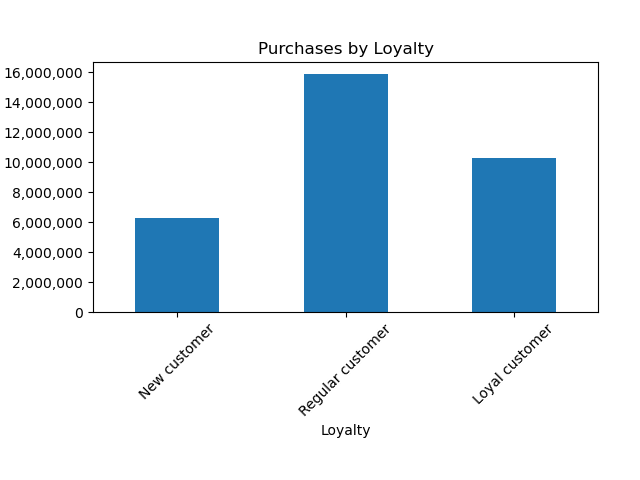 Purchases by Loyalty
16,000,000
14,000,000
12,000,000
10,000,000
8,000,000
6,000,000
4,000,000
2,000,000
0
New customer
Regular customer
Loyal customer
Loyalty